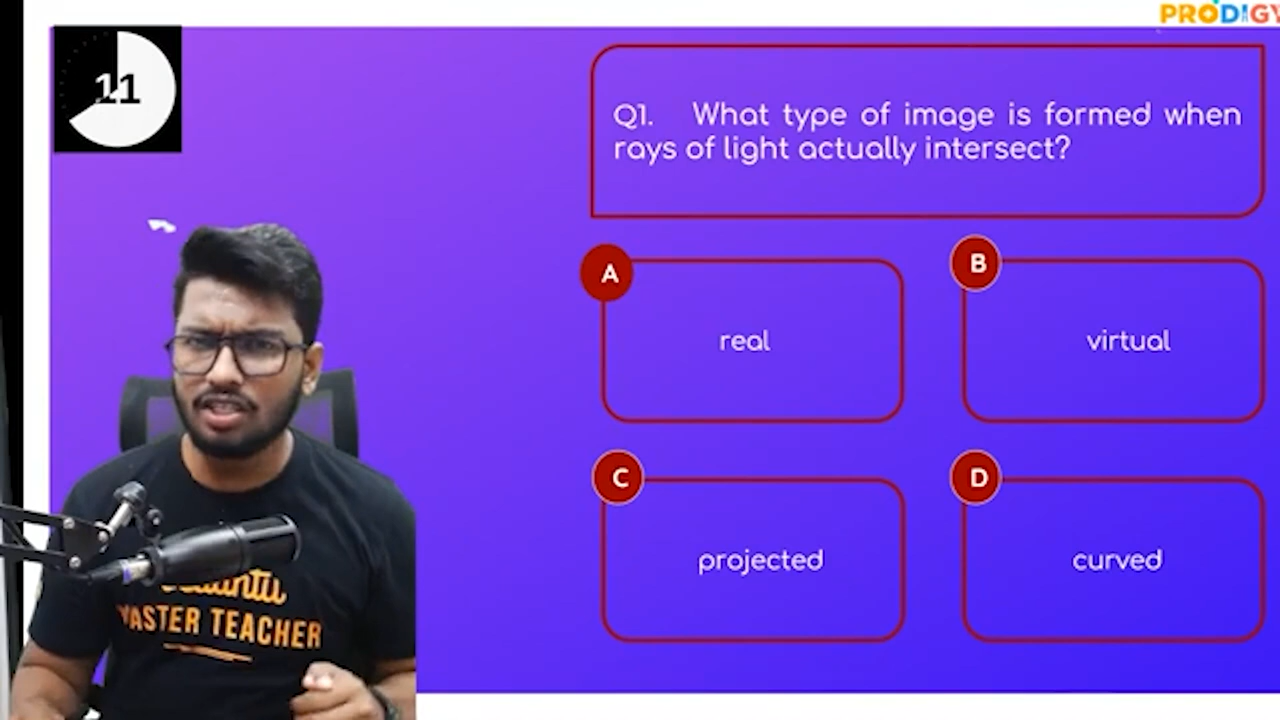 PRODIGY
11
Q1. What type of image is formed when
rays of light actually intersect?
A
real
B
virtual
C
projected
D
curved
MASTER TEACHER